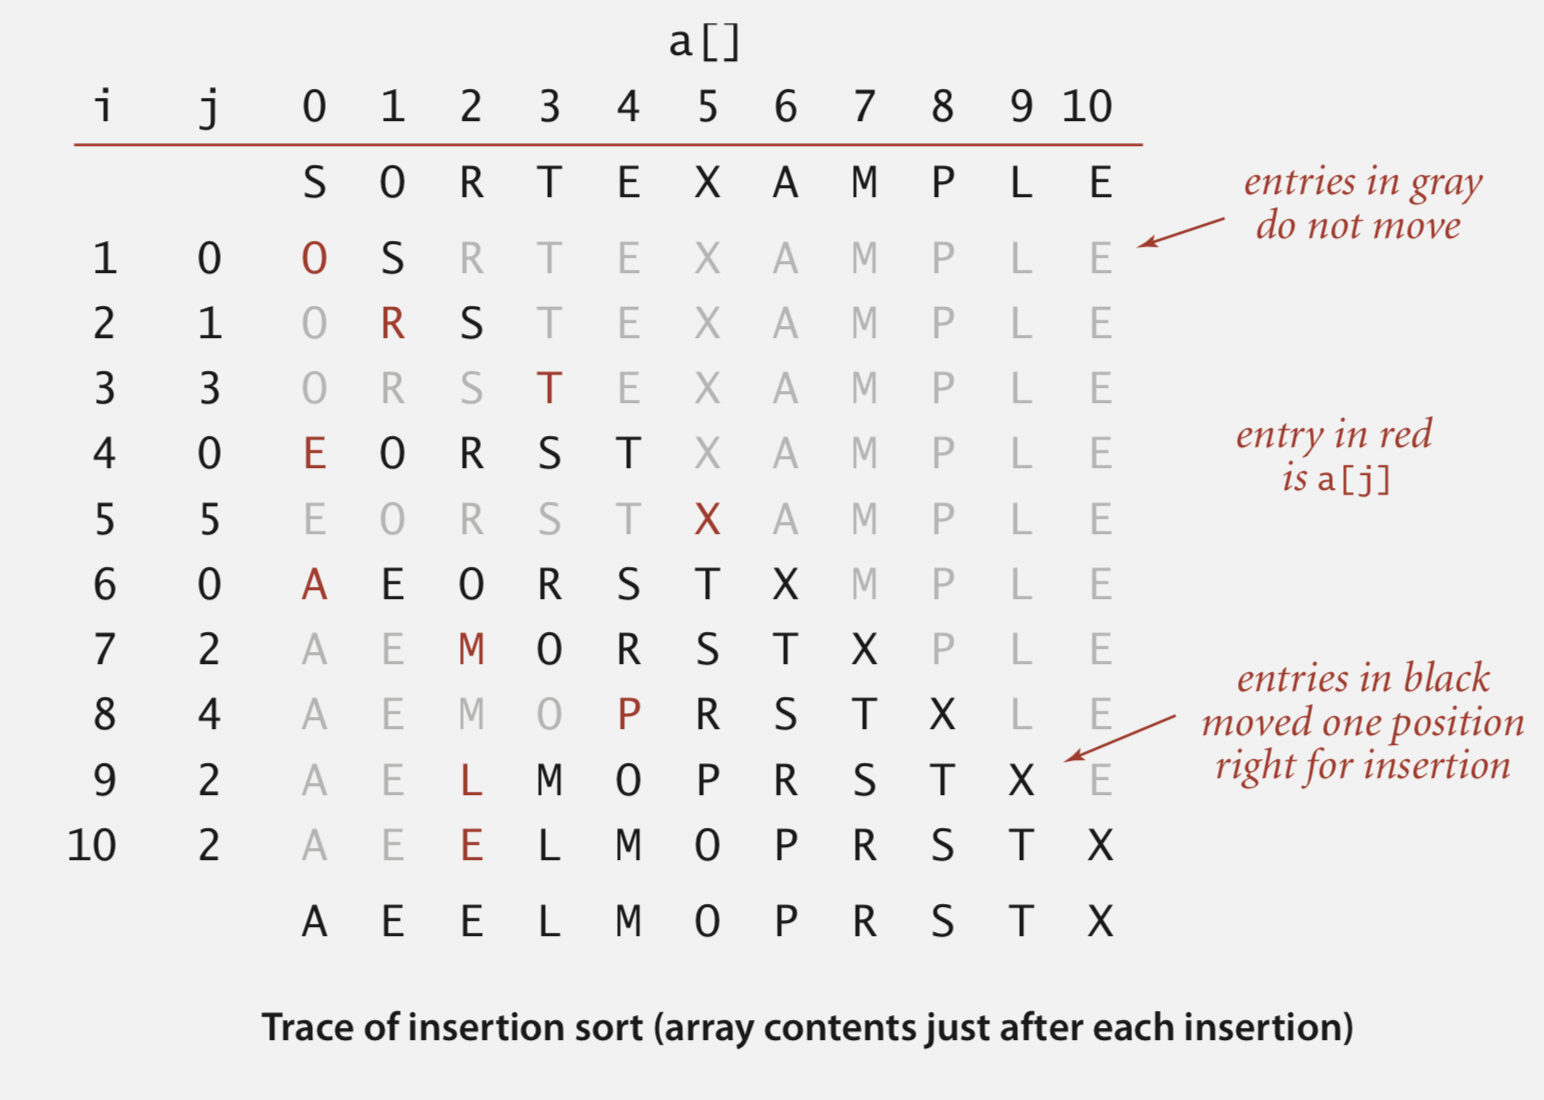 a[]
i j 0 1 2 3 4 5 6 7 8 9 10
S O R T E X A M P L E
entries in gray
do not move
1 0 O S R T E X A M P L E
2 1 O R S T E X A M P L E
3 3 O R S T E X A M P L E
4 0 E O R S T X A M P L E
entry in red
is a[j]
5 5 E O R S T X A M P L E
6 0 A E O R S T X M P L E
7 2 A E M O R S T X P L E
entries in black
moved one position
right for insertion
8 4 A E M O P R S T X L E
9 2 A E L M O P R S T X E
10 2 A E E L M O P R S T X
A E E L M O P R S T X
Trace of insertion sort (array contents just after each insertion)